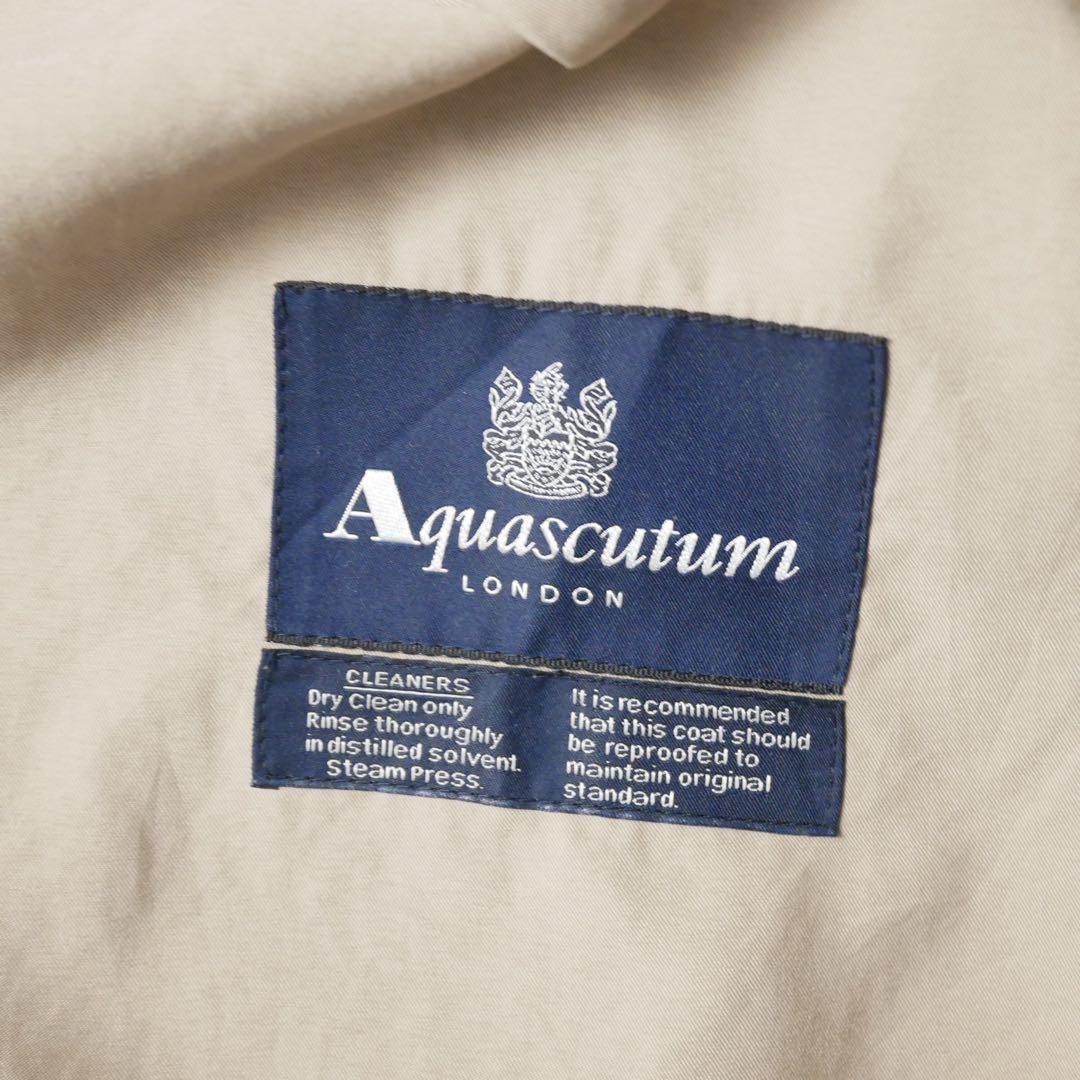 Aquascutum
LONDON
CLEANERS
Dry Clean only
Rinse thoroughly
in distilled solvent.
Steam Press.
It is recommended
that this coat should
be reproofed to
maintain original
standard.